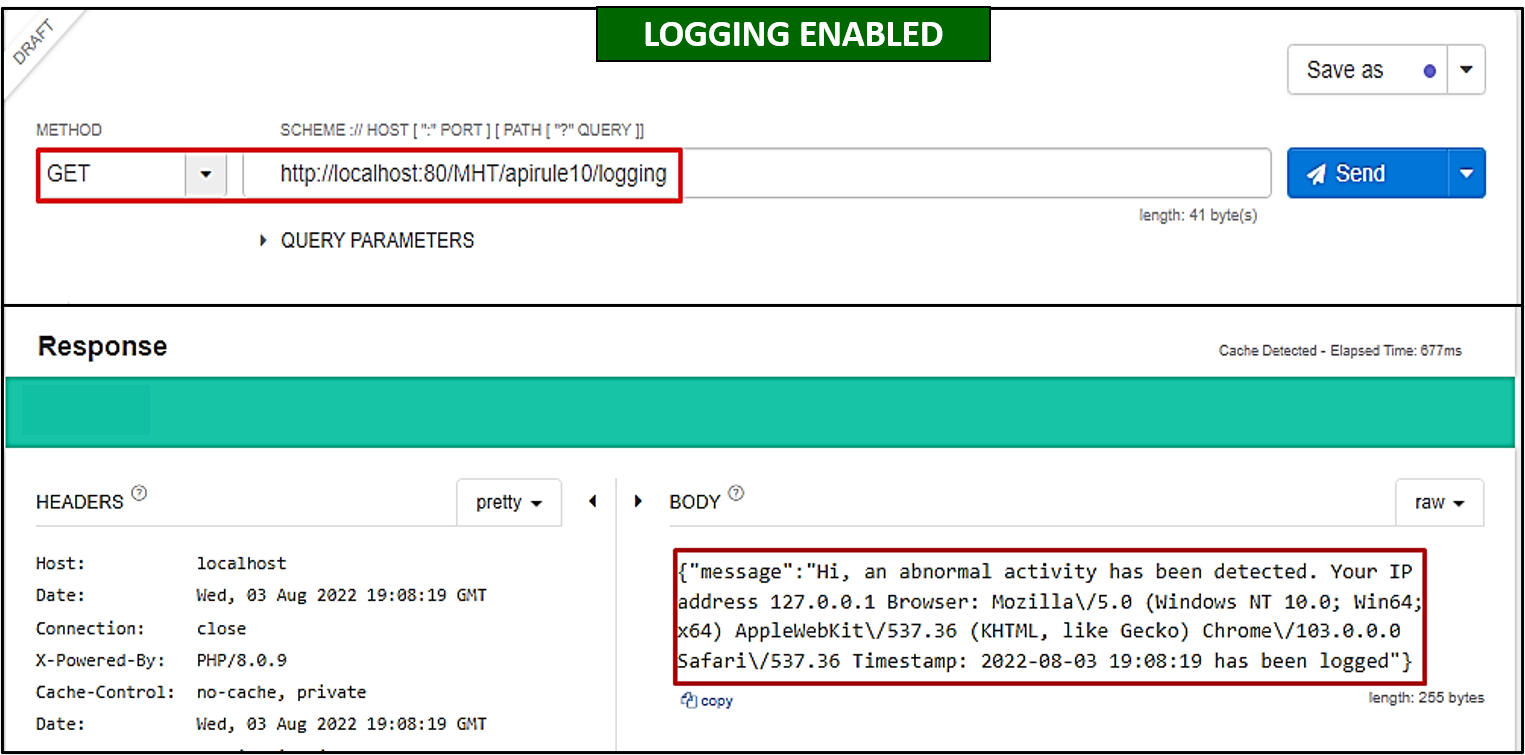 LOGGING ENABLED
DRAFT
Save as
METHOD
SCHEME :// HOST [ ":" PORT ] [ PATH [ "?" QUERY ]]
GET
http://localhost:80/MHT/apirule10/logging
Send
length: 41 byte(s)
QUERY PARAMETERS
Response
Cache Detected - Elapsed Time: 677ms
HEADERS ?
pretty
BODY ?
raw
Host: localhost
Date: Wed, 03 Aug 2022 19:08:19 GMT
Connection: close
X-Powered-By: PHP/8.0.9
Cache-Control: no-cache, private
Date: Wed, 03 Aug 2022 19:08:19 GMT
{"message":"Hi, an abnormal activity has been detected. Your IP
address 127.0.0.1 Browser: Mozilla\/5.0 (Windows NT 10.0; Win64;
x64) AppleWebKit\/537.36 (KHTML, like Gecko) Chrome\/103.0.0.0
Safari\/537.36 Timestamp: 2022-08-03 19:08:19 has been logged"}
copy
length: 255 bytes